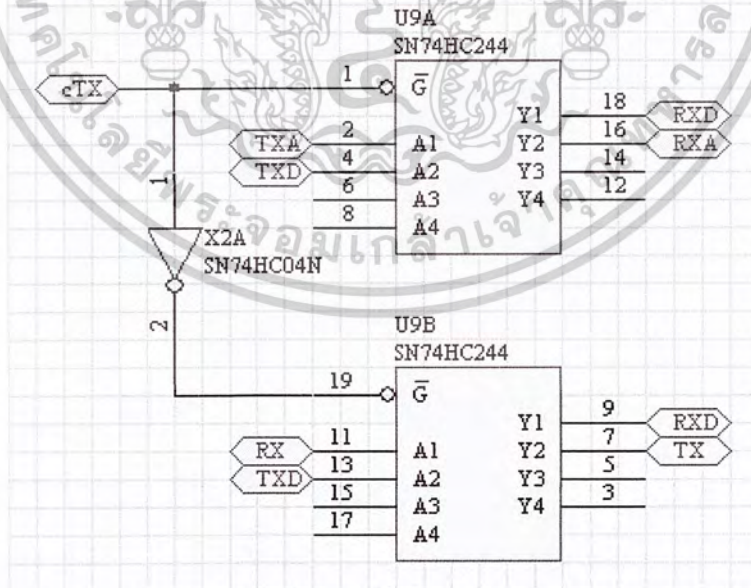 U9A
SN74HC244
cTX
1
G
Y1
18
RXD
TXA
2
A1
Y2
16
RXA
TXD
4
A2
Y3
14
6
A3
Y4
12
8
A4
1
X2A
SN74HC04N
2
U9B
SN74HC244
19
G
Y1
9
RXD
RX
11
A1
Y2
7
TX
TXD
13
A2
Y3
5
15
A3
Y4
3
17
A4